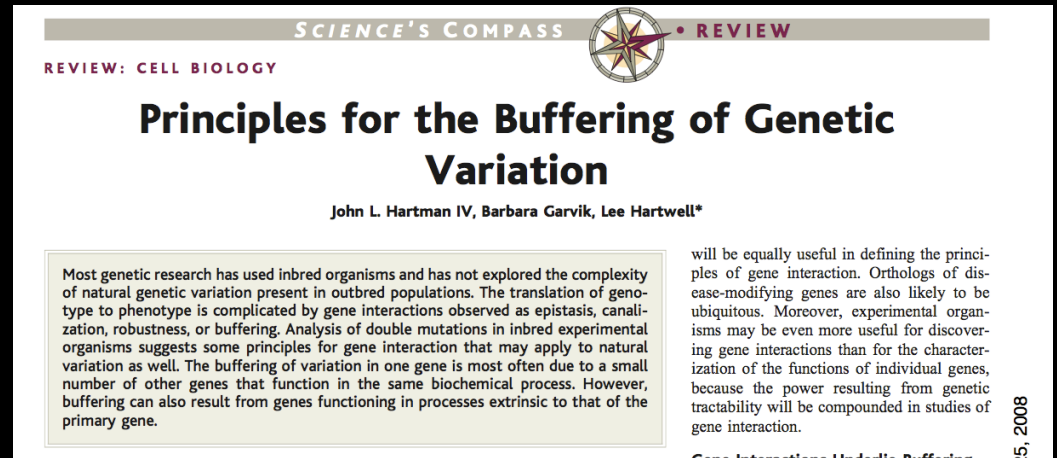 SCIENCE'S COMPASS • REVIEW
REVIEW: CELL BIOLOGY
Principles for the Buffering of Genetic
Variation
John L. Hartman IV, Barbara Garvik, Lee Hartwell*
Most genetic research has used inbred organisms and has not explored the complexity
of natural genetic variation present in outbred populations. The translation of geno-
type to phenotype is complicated by gene interactions observed as epistasis, canali-
zation, robustness, or buffering. Analysis of double mutations in inbred experimental
organisms suggests some principles for gene interaction that may apply to natural
variation as well. The buffering of variation in one gene is most often due to a small
number of other genes that function in the same biochemical process. However,
buffering can also result from genes functioning in processes extrinsic to that of the
primary gene.
will be equally useful in defining the princi-
ples of gene interaction. Orthologs of dis-
ease-modifying genes are also likely to be
ubiquitous. Moreover, experimental organ-
isms may be even more useful for discover-
ing gene interactions than for the character-
ization of the functions of individual genes,
because the power resulting from genetic
tractability will be compounded in studies of
gene interaction.
Gene Interactions Underlie Buffering
5, 2008